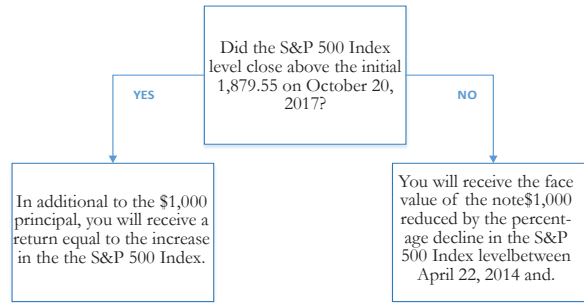 Did the S&P 500 Index
level close above the initial
1,879.55 on October 20,
2017?
YES
NO
In additional to the $1,000
principal, you will receive a
return equal to the increase
in the the S&P 500 Index.
You will receive the face
value of the note$1,000
reduced by the percent-
age decline in the S&P
500 Index levelbetween
April 22, 2014 and.